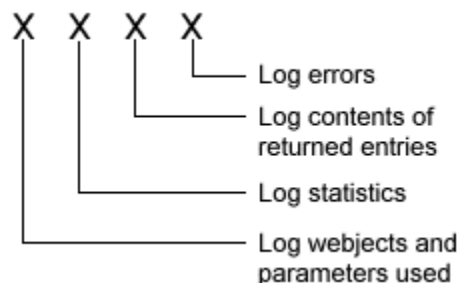 X X X X
Log errors
Log contents of
returned entries
Log statistics
Log webjects and
parameters used